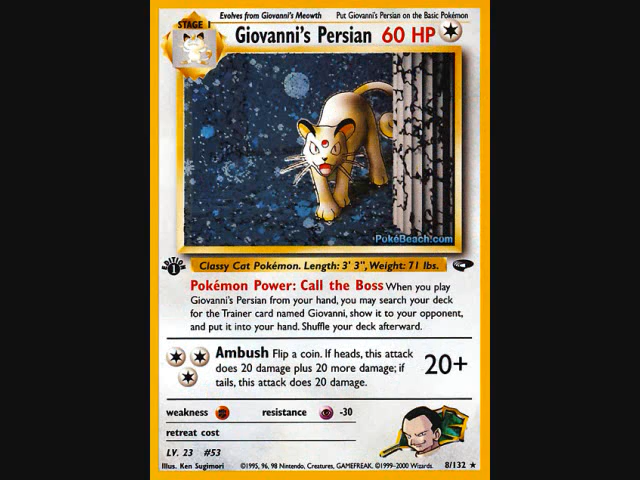 Evolves from Giovanni's Meowth Put Giovanni's Persian on the Basic Pokémon
STAGE 1
Giovanni's Persian 60 HP
PokéBeach.com
EDITION
1
Classy Cat Pokémon. Length: 3' 3", Weight: 71 lbs.
Pokémon Power: Call the Boss When you play
Giovanni's Persian from your hand, you may search your deck
for the Trainer card named Giovanni, show it to your opponent,
and put it into your hand. Shuffle your deck afterward.
Ambush Flip a coin. If heads, this attack
does 20 damage plus 20 more damage; if
tails, this attack does 20 damage.
20+
weakness resistance -30
retreat cost
LV. 23 #53
Illus. Ken Sugimori ©1995, 96, 98 Nintendo, Creatures, GAMEFREAK. ©1999-2000 Wizards. 8/132 ★